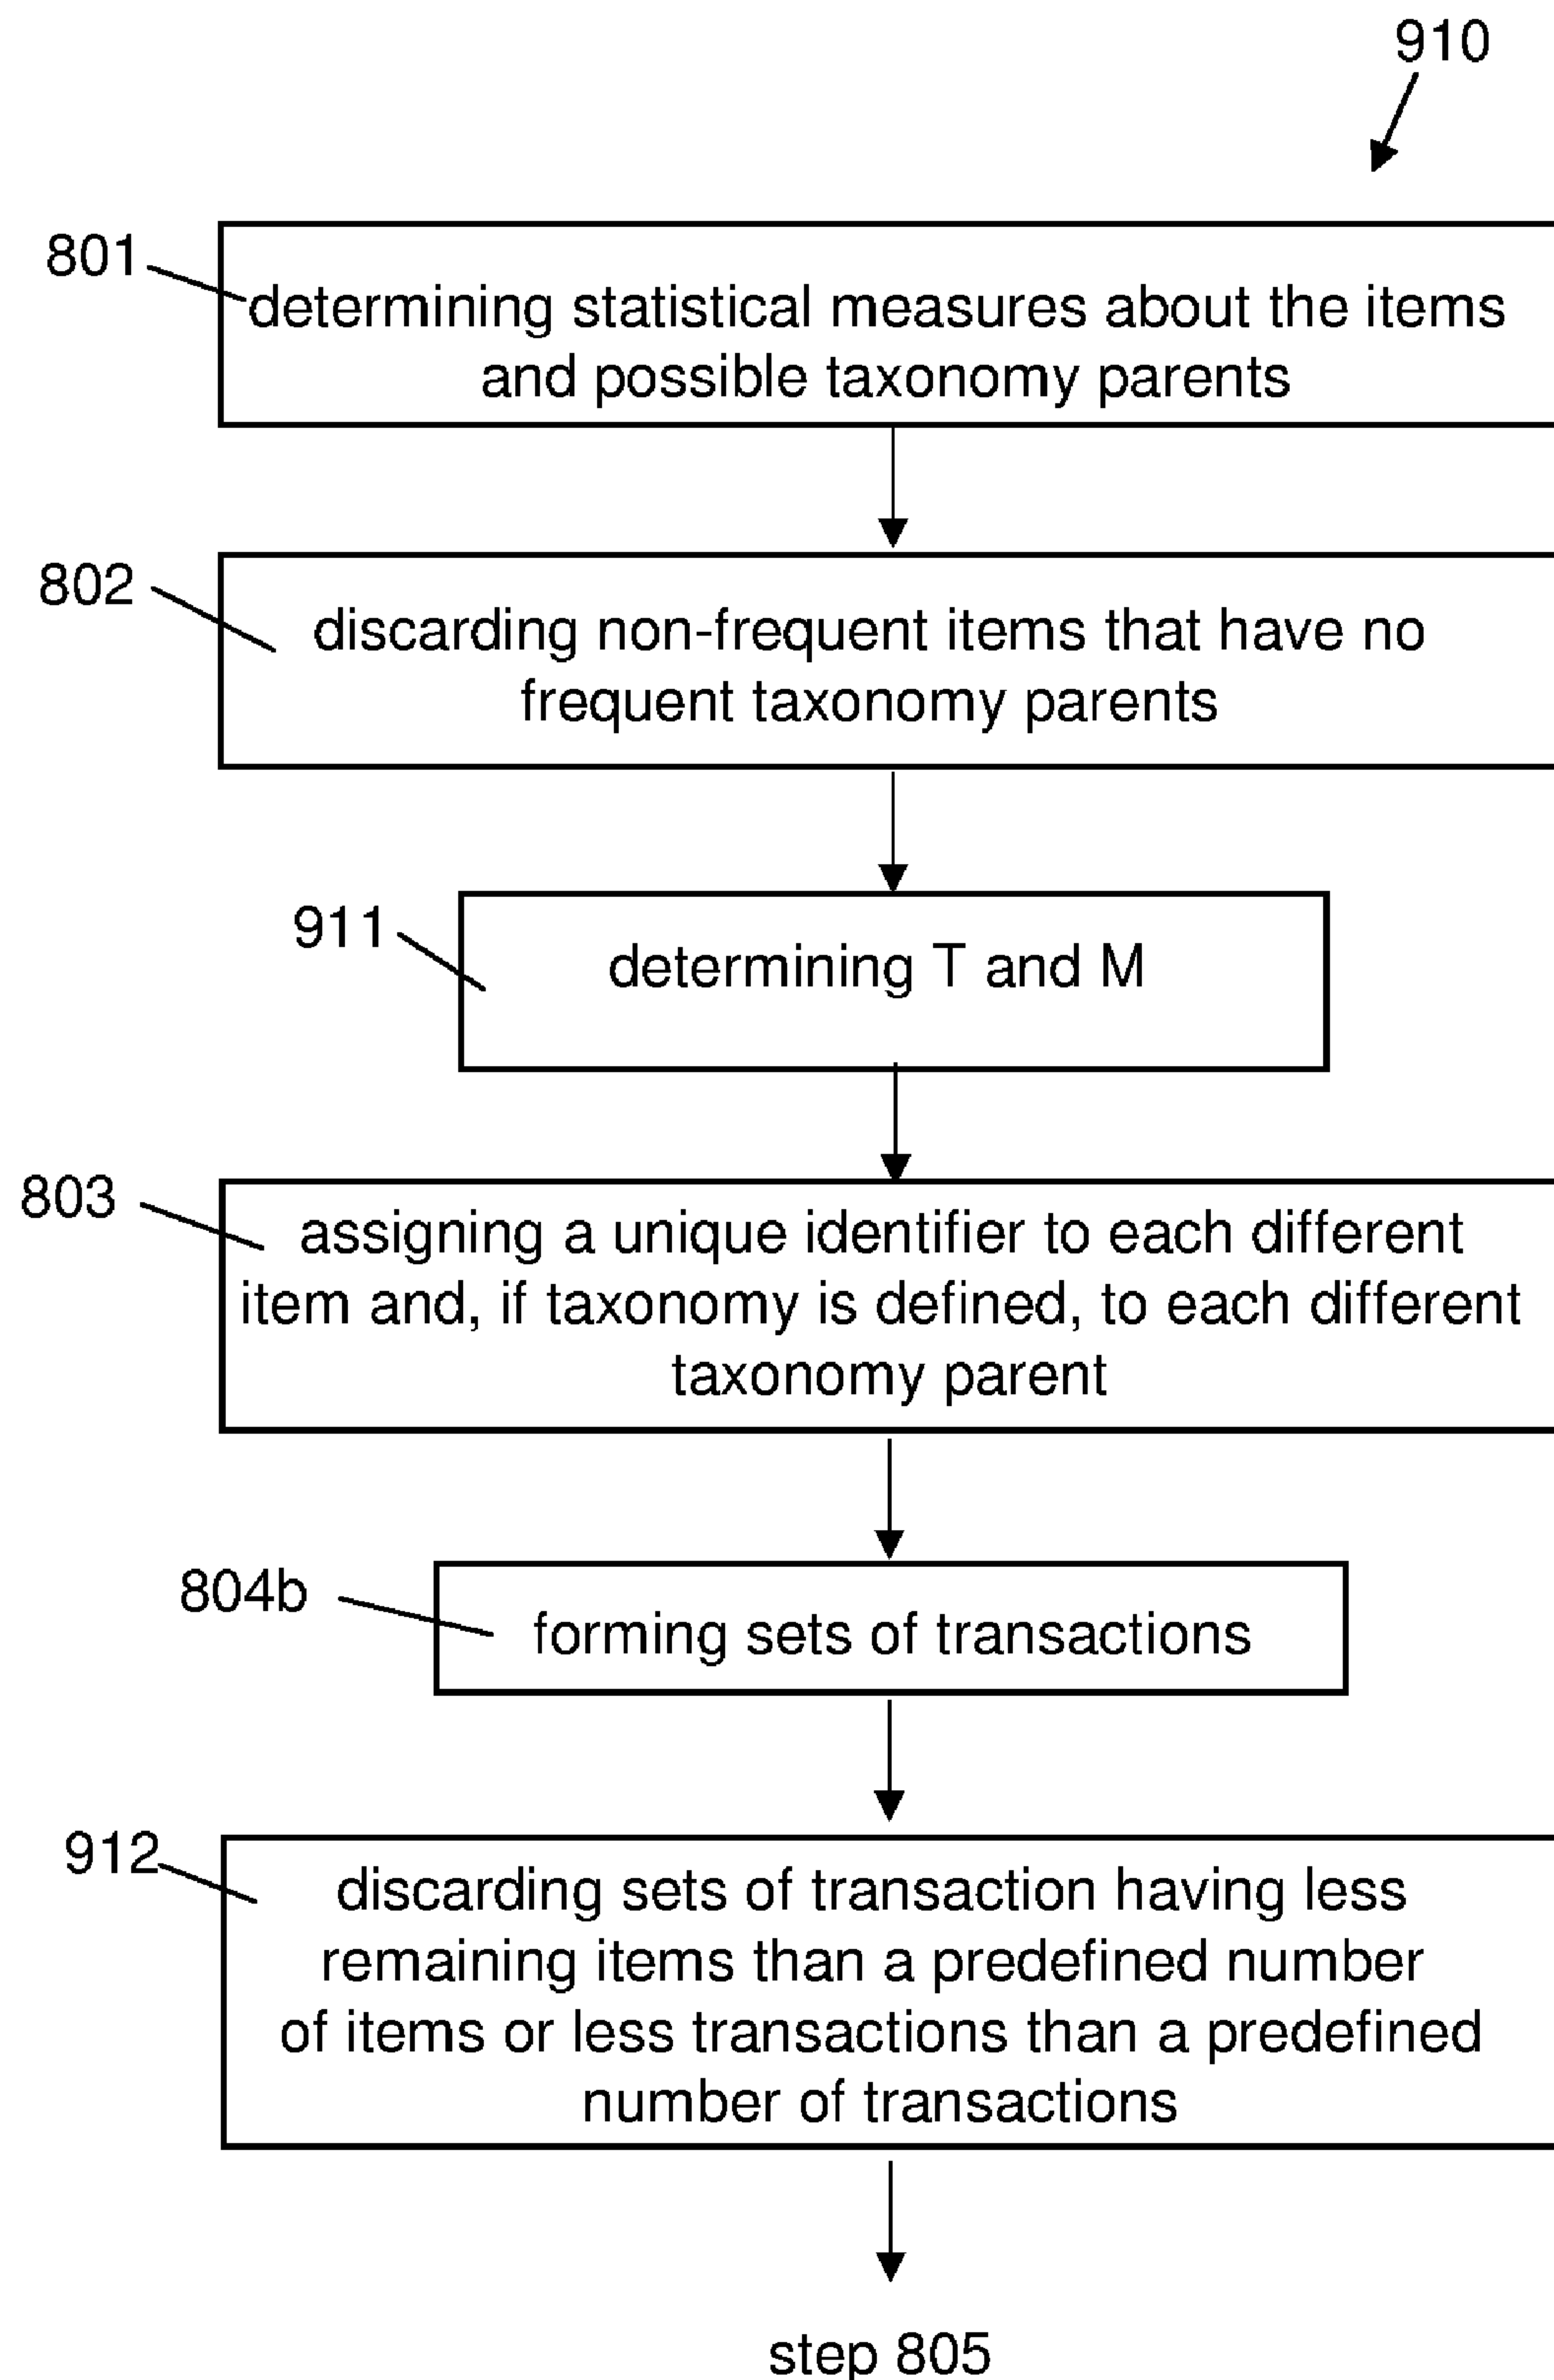 910
801
determining statistical measures about the items
and possible taxonomy parents
802
discarding non-frequent items that have no
frequent taxonomy parents
911
determining T and M
803
assigning a unique identifier to each different
item and, if taxonomy is defined, to each different
taxonomy parent
804b
forming sets of transactions
912
discarding sets of transaction having less
remaining items than a predefined number
of items or less transactions than a predefined
number of transactions
step 805